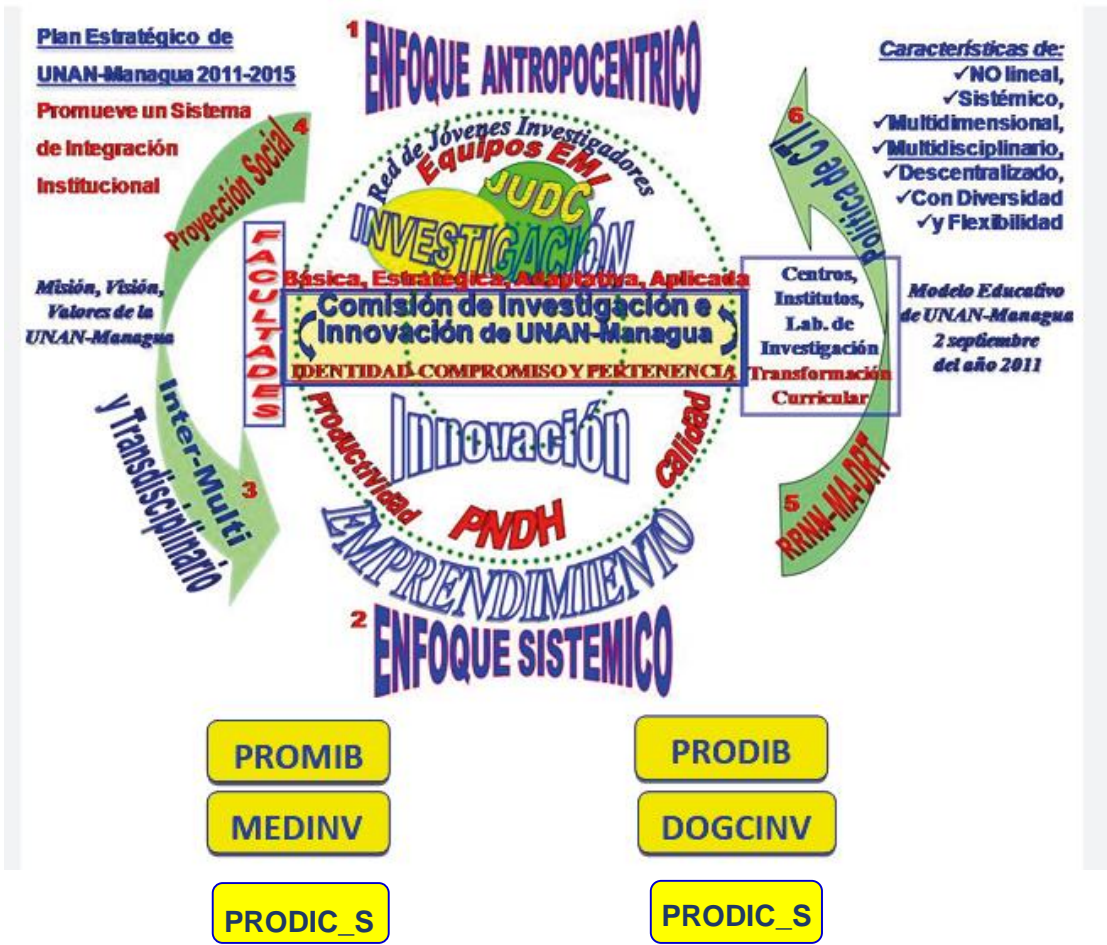 Plan Estratégico de
UNAN-Managua 2011-2015
Promueve un Sistema
de Integración
Institucional
1
ENFOQUE ANTROPOCENTRICO
Características de:
✓NO lineal,
✓Sistémico,
✓Multidimensional,
✓Multidisciplinario,
✓Descentralizado,
✓Con Diversidad
✓y Flexibilidad
4
Proyección Social
Red de Jóvenes Investigadores
Equipos EMI
JUDC
INVESTIGACIÓN
Básica, Estratégica, Adaptativa, Aplicada
Comisión de Investigación e
Innovación de UNAN-Managua
IDENTIDAD-COMPROMISO Y PERTENENCIA
6
Política de CTI
FACULTADES
Misión, Visión,
Valores de la
UNAN-Managua
Centros,
Institutos,
Lab. de
Investigación
Transformación
Curricular
Modelo Educativo
de UNAN-Managua
2 septiembre
del año 2011
Inter-Multi
y Transdisciplinario
3
Productividad
Innovación
Calidad
PNDH
EMPRENDIMIENTO
5
RRNN-MA-DRT
2
ENFOQUE SISTEMICO
PROMIB
PRODIB
MEDINV
DOGCINV
PRODIC_S
PRODIC_S